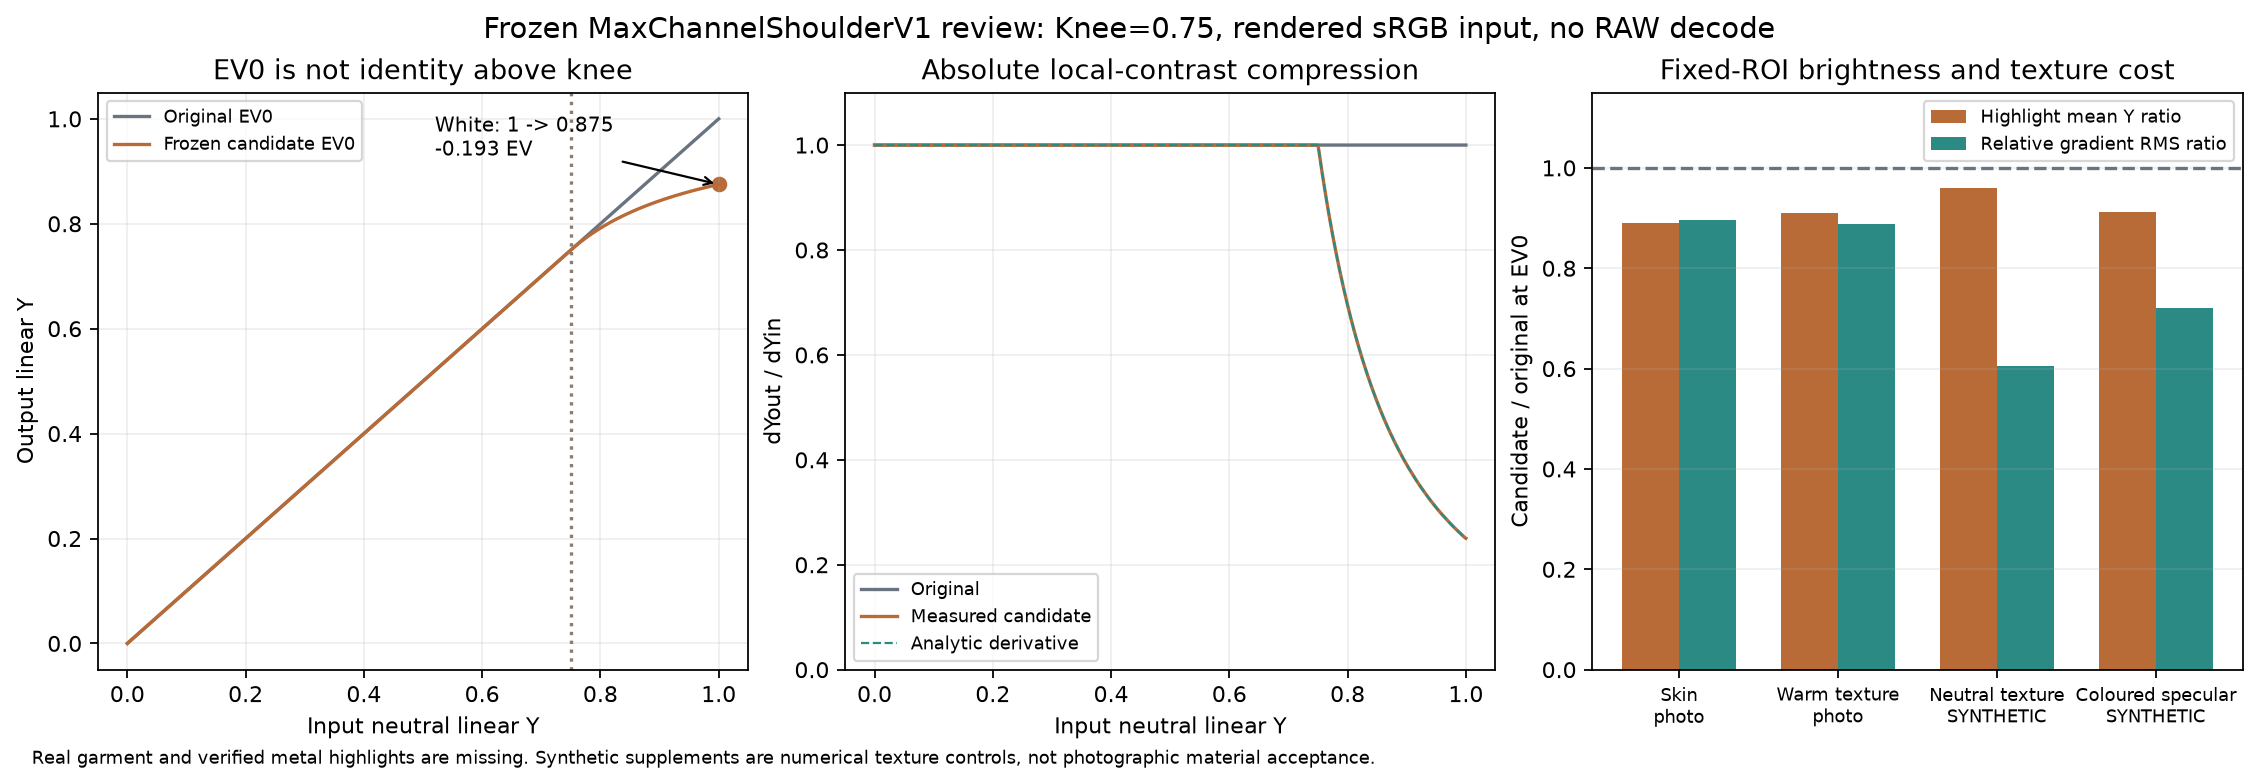 Frozen MaxChannelShoulderV1 review: Knee=0.75, rendered sRGB input, no RAW decode
EV0 is not identity above knee
Original EV0
Frozen candidate EV0
White: 1 -> 0.875
-0.193 EV
Output linear Y
1.0
0.8
0.6
0.4
0.2
0.0
0.0 0.2 0.4 0.6 0.8 1.0
Input neutral linear Y
Absolute local-contrast compression
dYout / dYin
1.0
0.8
0.6
0.4
0.2
0.0
Original
Measured candidate
Analytic derivative
0.0 0.2 0.4 0.6 0.8 1.0
Input neutral linear Y
Fixed-ROI brightness and texture cost
Highlight mean Y ratio
Relative gradient RMS ratio
Candidate / original at EV0
1.0
0.8
0.6
0.4
0.2
0.0
Skin
photo
Warm texture
photo
Neutral texture
SYNTHETIC
Coloured specular
SYNTHETIC
Real garment and verified metal highlights are missing. Synthetic supplements are numerical texture controls, not photographic material acceptance.